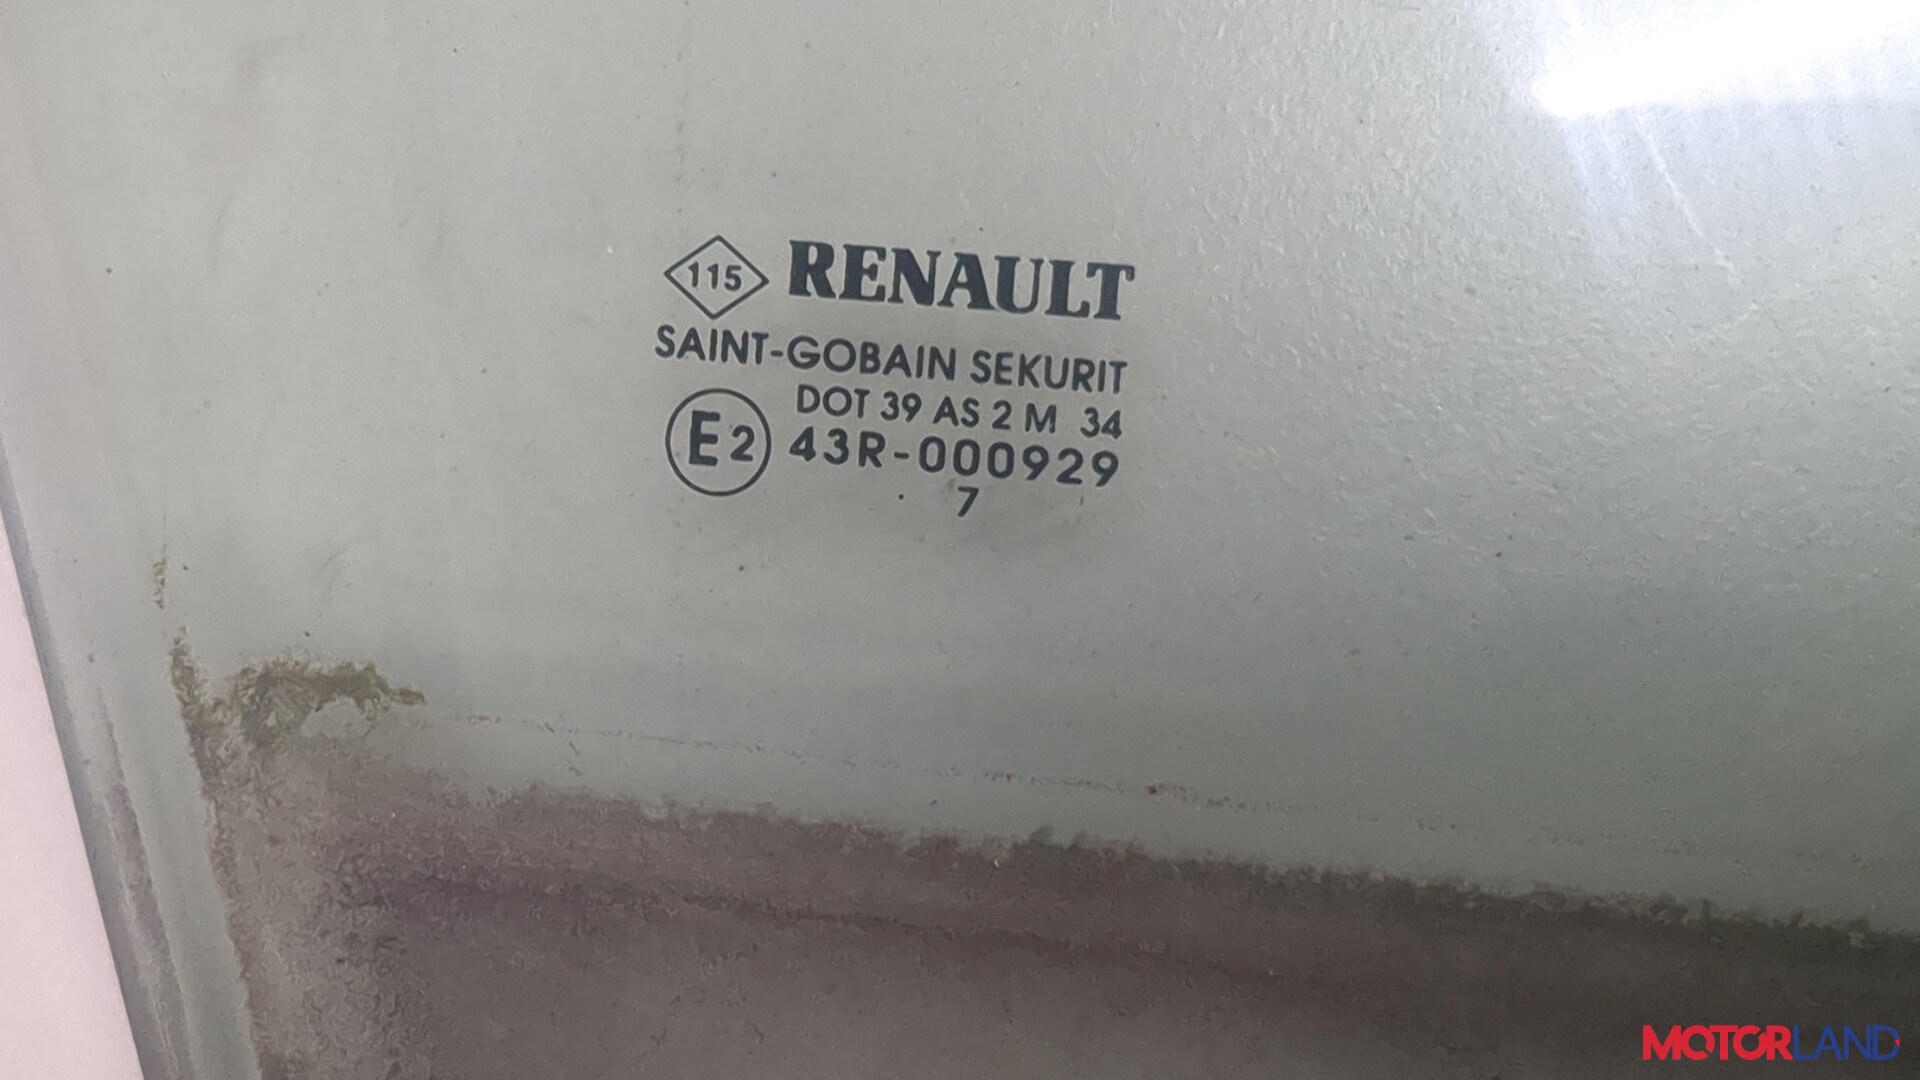 115 RENAULT
SAINT-GOBAIN SEKURIT
DOT 39 AS 2 M 34
E2 43R-000929
7
MOTORLAND